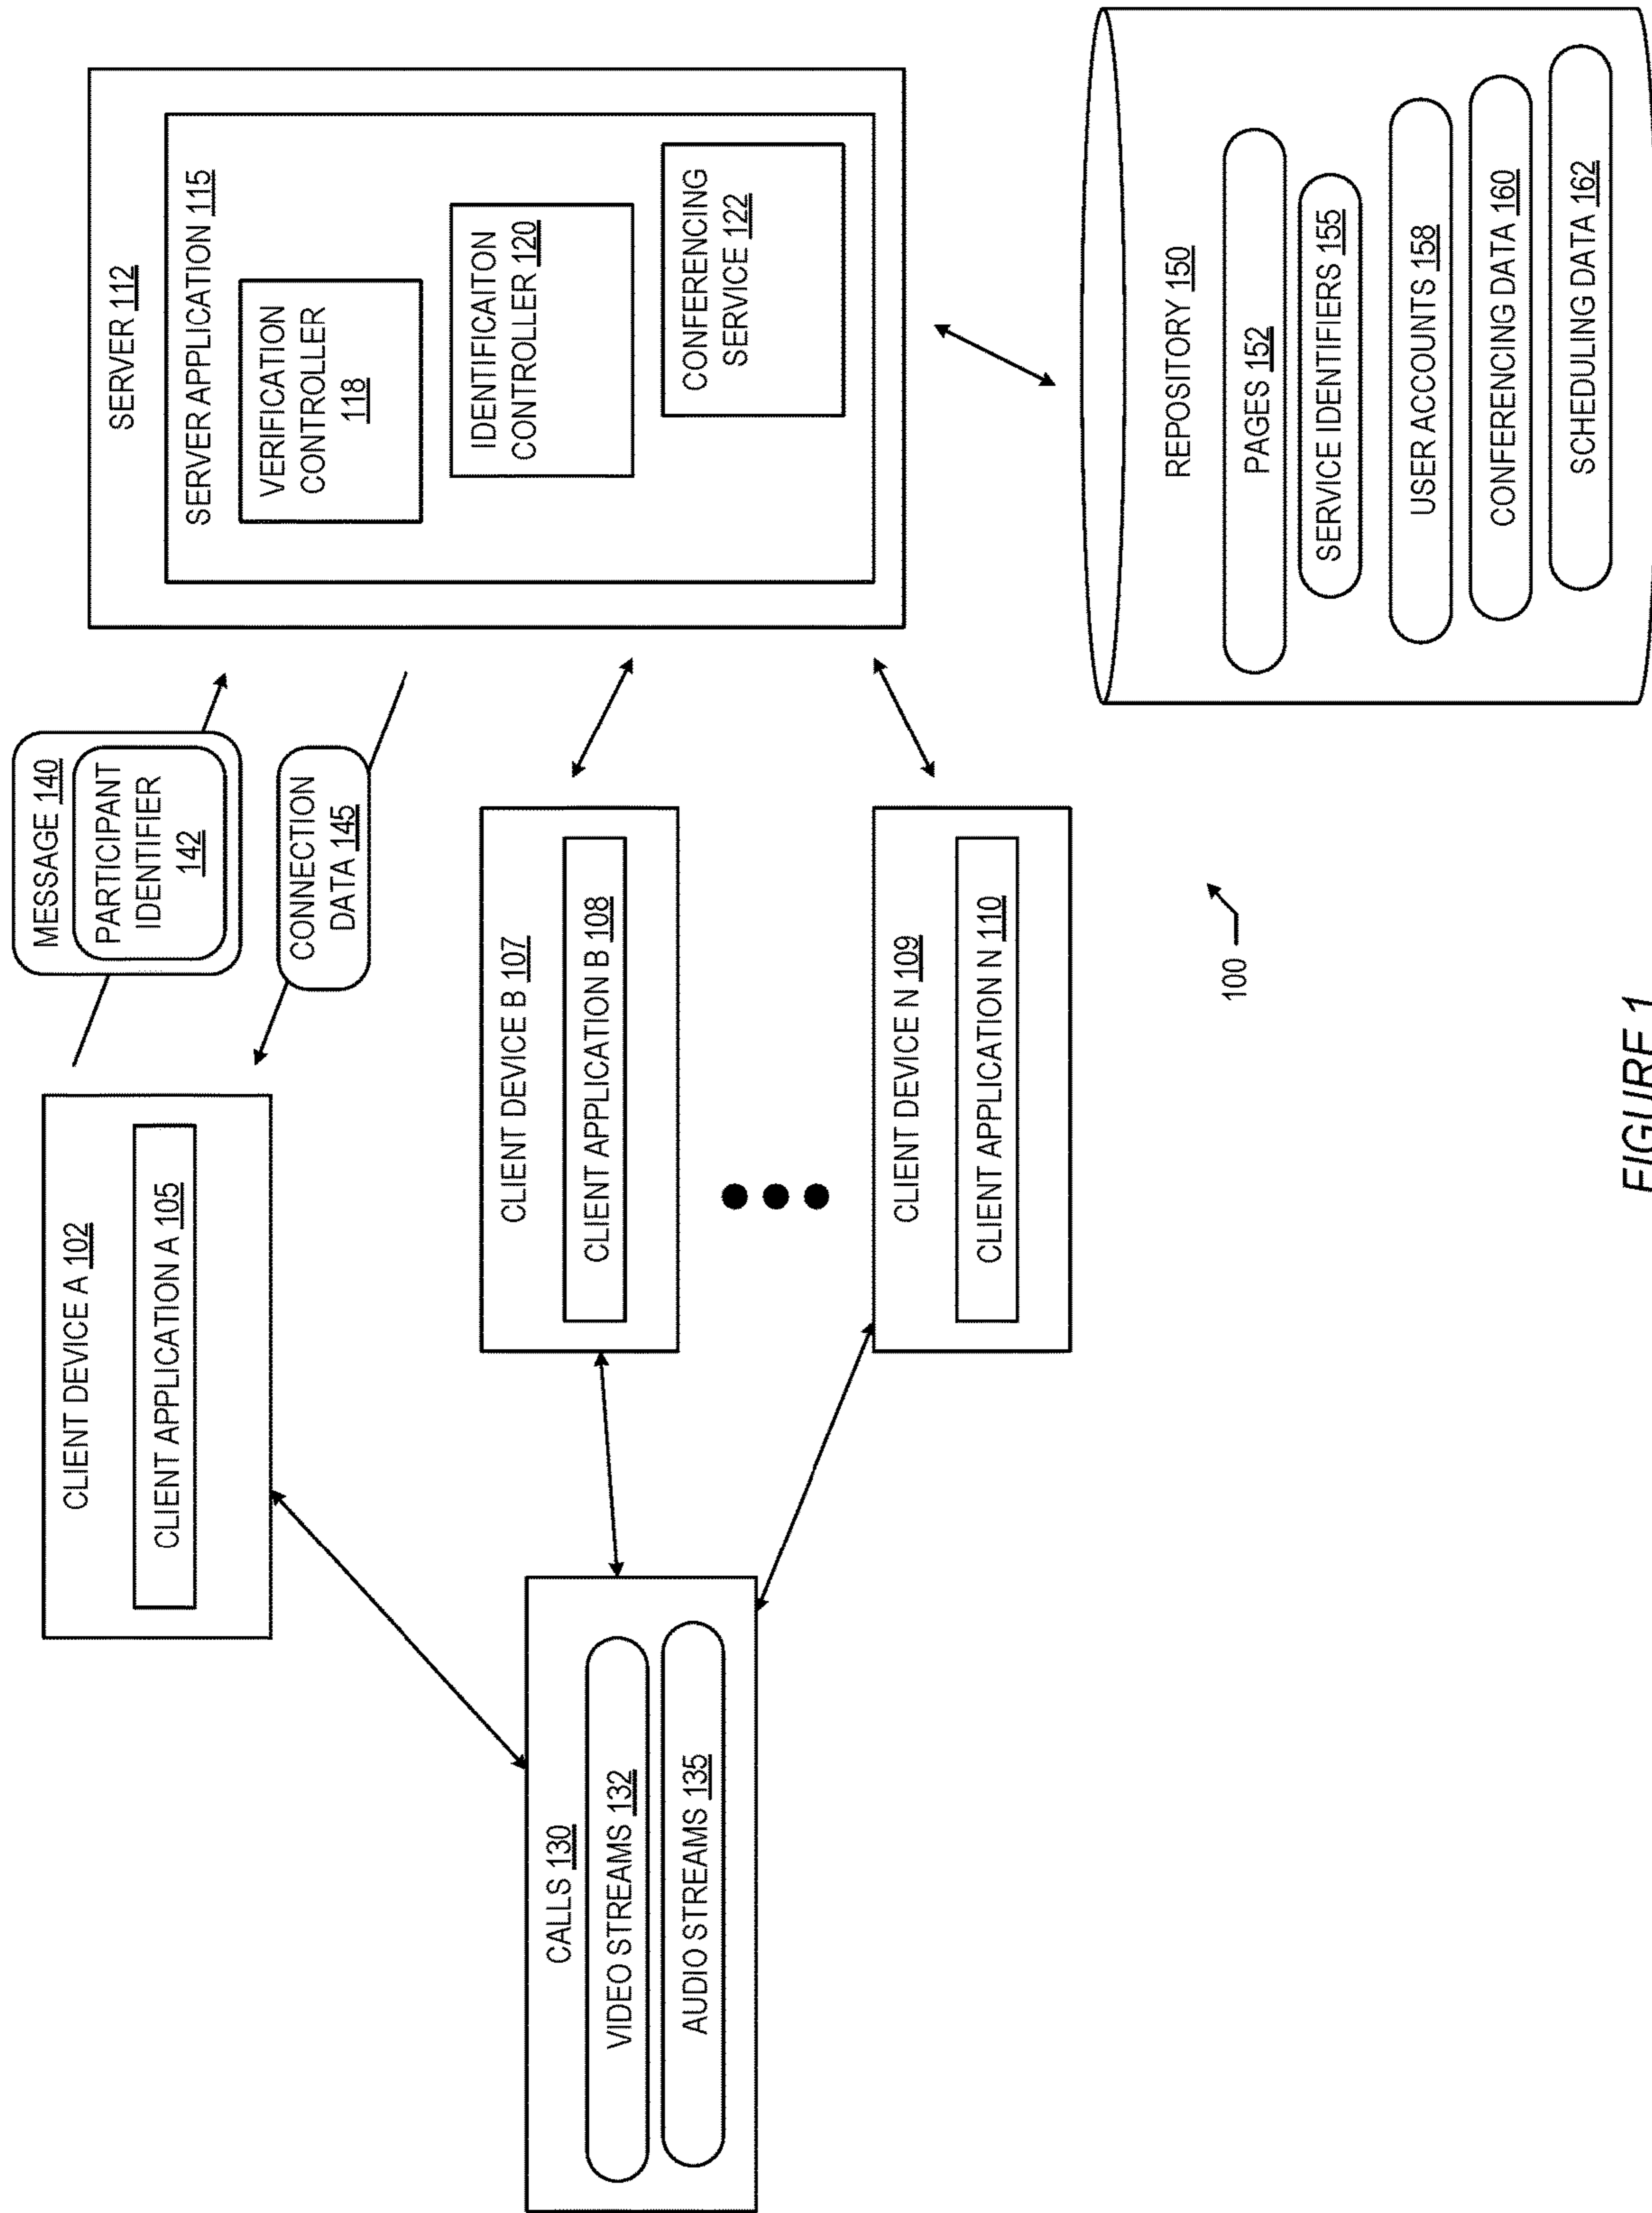 CLIENT DEVICE A 102
CLIENT APPLICATION A 105
MESSAGE 140
PARTICIPANT
IDENTIFIER
142
CONNECTION
DATA 145
SERVER 112
SERVER APPLICATION 115
VERIFICATION
CONTROLLER
118
IDENTIFICAITON
CONTROLLER 120
CONFERENCING
SERVICE 122
CALLS 130
VIDEO STREAMS 132
AUDIO STREAMS 135
CLIENT DEVICE B 107
CLIENT APPLICATION B 108
CLIENT DEVICE N 109
CLIENT APPLICATION N 110
REPOSITORY 150
PAGES 152
SERVICE IDENTIFIERS 155
USER ACCOUNTS 158
CONFERENCING DATA 160
SCHEDULING DATA 162
100
FIGURE 1